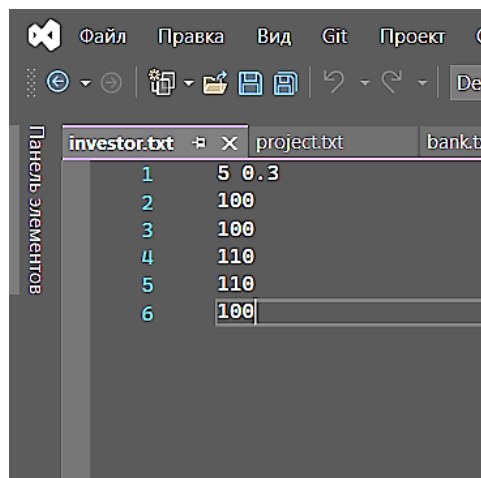 Файл Правка Вид Git Проект
De
Панель элементов
investor.txt project.txt bank.t
1 5 0.3
2 100
3 100
4 110
5 110
6 100